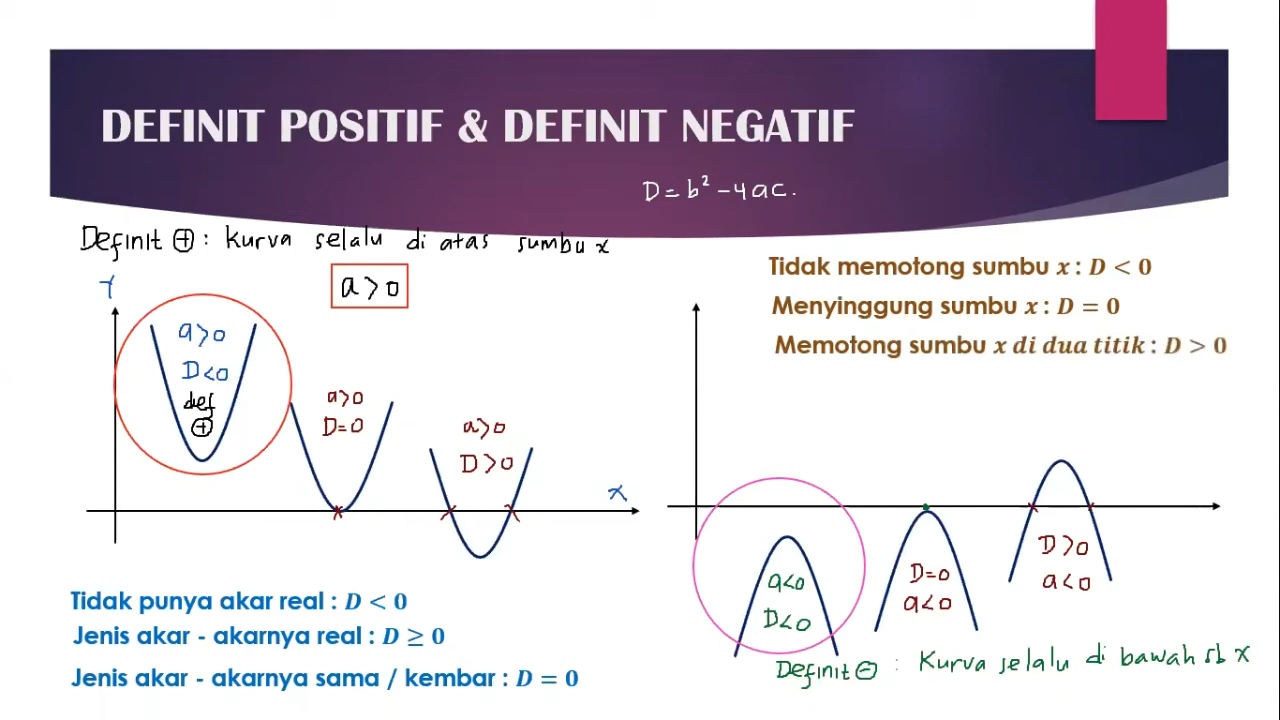 DEFINIT POSITIF & DEFINIT NEGATIF
D = b² - 4ac.
Definit ⊕ : Kurva selalu di atas sumbu x
a > 0
Y
a > 0
D < 0
def
⊕
a > 0
D = 0
a > 0
D > 0
x
Tidak punya akar real : D < 0
Jenis akar - akarnya real : D ≥ 0
Jenis akar - akarnya sama / kembar : D = 0
Tidak memotong sumbu x : D < 0
Menyinggung sumbu x : D = 0
Memotong sumbu x di dua titik : D > 0
a < 0
D < 0
D = 0
a < 0
D > 0
a < 0
Definit ⊖ : Kurva selalu di bawah sb x